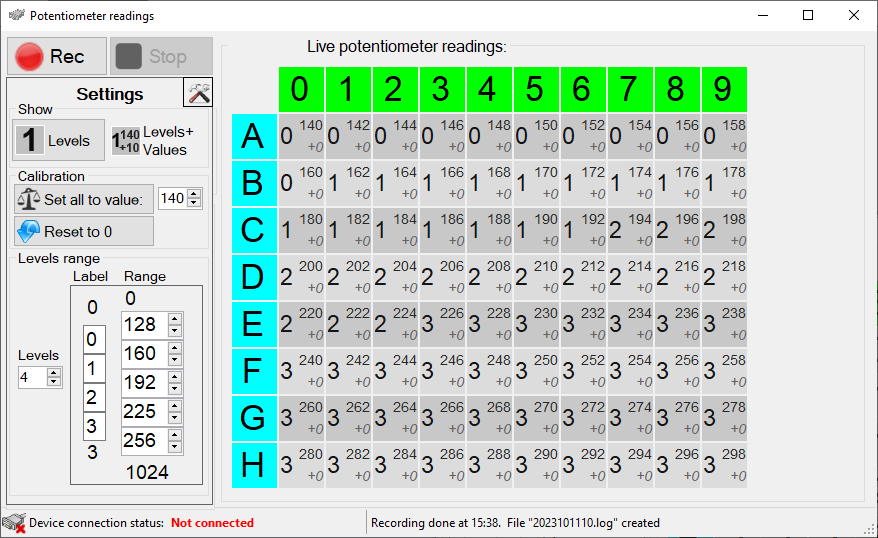 Potentiometer readings
Rec
Stop
Settings
Show
1 Levels
1 140 +10 Levels+ Values
Calibration
Set all to value: 140
Reset to 0
Levels range
Label Range
0 0
0 128
1 160
2 192
3 225
256
3 1024
Levels
4
Live potentiometer readings:
0 1 2 3 4 5 6 7 8 9
A 0 140 +0 0 142 +0 0 144 +0 0 146 +0 0 148 +0 0 150 +0 0 152 +0 0 154 +0 0 156 +0 0 158 +0
B 0 160 +0 1 162 +0 1 164 +0 1 166 +0 1 168 +0 1 170 +0 1 172 +0 1 174 +0 1 176 +0 1 178 +0
C 1 180 +0 1 182 +0 1 184 +0 1 186 +0 1 188 +0 1 190 +0 1 192 +0 2 194 +0 2 196 +0 2 198 +0
D 2 200 +0 2 202 +0 2 204 +0 2 206 +0 2 208 +0 2 210 +0 2 212 +0 2 214 +0 2 216 +0 2 218 +0
E 2 220 +0 2 222 +0 2 224 +0 3 226 +0 3 228 +0 3 230 +0 3 232 +0 3 234 +0 3 236 +0 3 238 +0
F 3 240 +0 3 242 +0 3 244 +0 3 246 +0 3 248 +0 3 250 +0 3 252 +0 3 254 +0 3 256 +0 3 258 +0
G 3 260 +0 3 262 +0 3 264 +0 3 266 +0 3 268 +0 3 270 +0 3 272 +0 3 274 +0 3 276 +0 3 278 +0
H 3 280 +0 3 282 +0 3 284 +0 3 286 +0 3 288 +0 3 290 +0 3 292 +0 3 294 +0 3 296 +0 3 298 +0
Device connection status: Not connected
Recording done at 15:38. File "2023101110.log" created